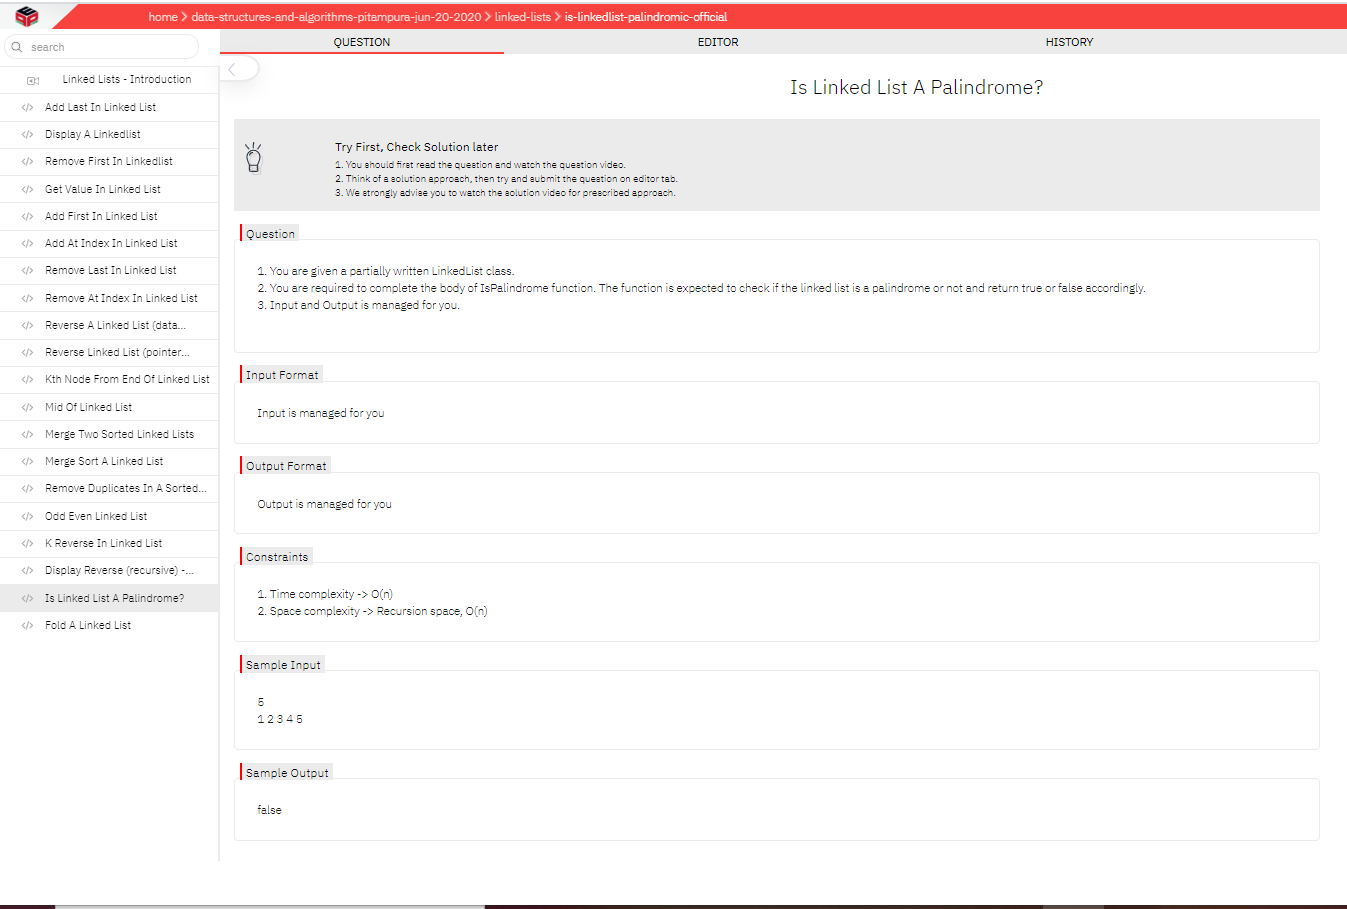 home > data-structures-and-algorithms-pitampura-jun-20-2020 > linked-lists > is-linkedlist-palindromic-official
search
QUESTION
EDITOR
HISTORY
Linked Lists - Introduction
</> Add Last In Linked List
</> Display A Linkedlist
</> Remove First In Linkedlist
</> Get Value In Linked List
</> Add First In Linked List
</> Add At Index In Linked List
</> Remove Last In Linked List
</> Remove At Index In Linked List
</> Reverse A Linked List (data...
</> Reverse Linked List (pointer...
</> Kth Node From End Of Linked List
</> Mid Of Linked List
</> Merge Two Sorted Linked Lists
</> Merge Sort A Linked List
</> Remove Duplicates In A Sorted...
</> Odd Even Linked List
</> K Reverse In Linked List
</> Display Reverse (recursive) -...
</> Is Linked List A Palindrome?
</> Fold A Linked List
Is Linked List A Palindrome?
Try First, Check Solution later
1. You should first read the question and watch the question video.
2. Think of a solution approach, then try and submit the question on editor tab.
3. We strongly advise you to watch the solution video for prescribed approach.
Question
1. You are given a partially written LinkedList class.
2. You are required to complete the body of IsPalindrome function. The function is expected to check if the linked list is a palindrome or not and return true or false accordingly.
3. Input and Output is managed for you.
Input Format
Input is managed for you
Output Format
Output is managed for you
Constraints
1. Time complexity -> O(n)
2. Space complexity -> Recursion space, O(n)
Sample Input
5
1 2 3 4 5
Sample Output
false